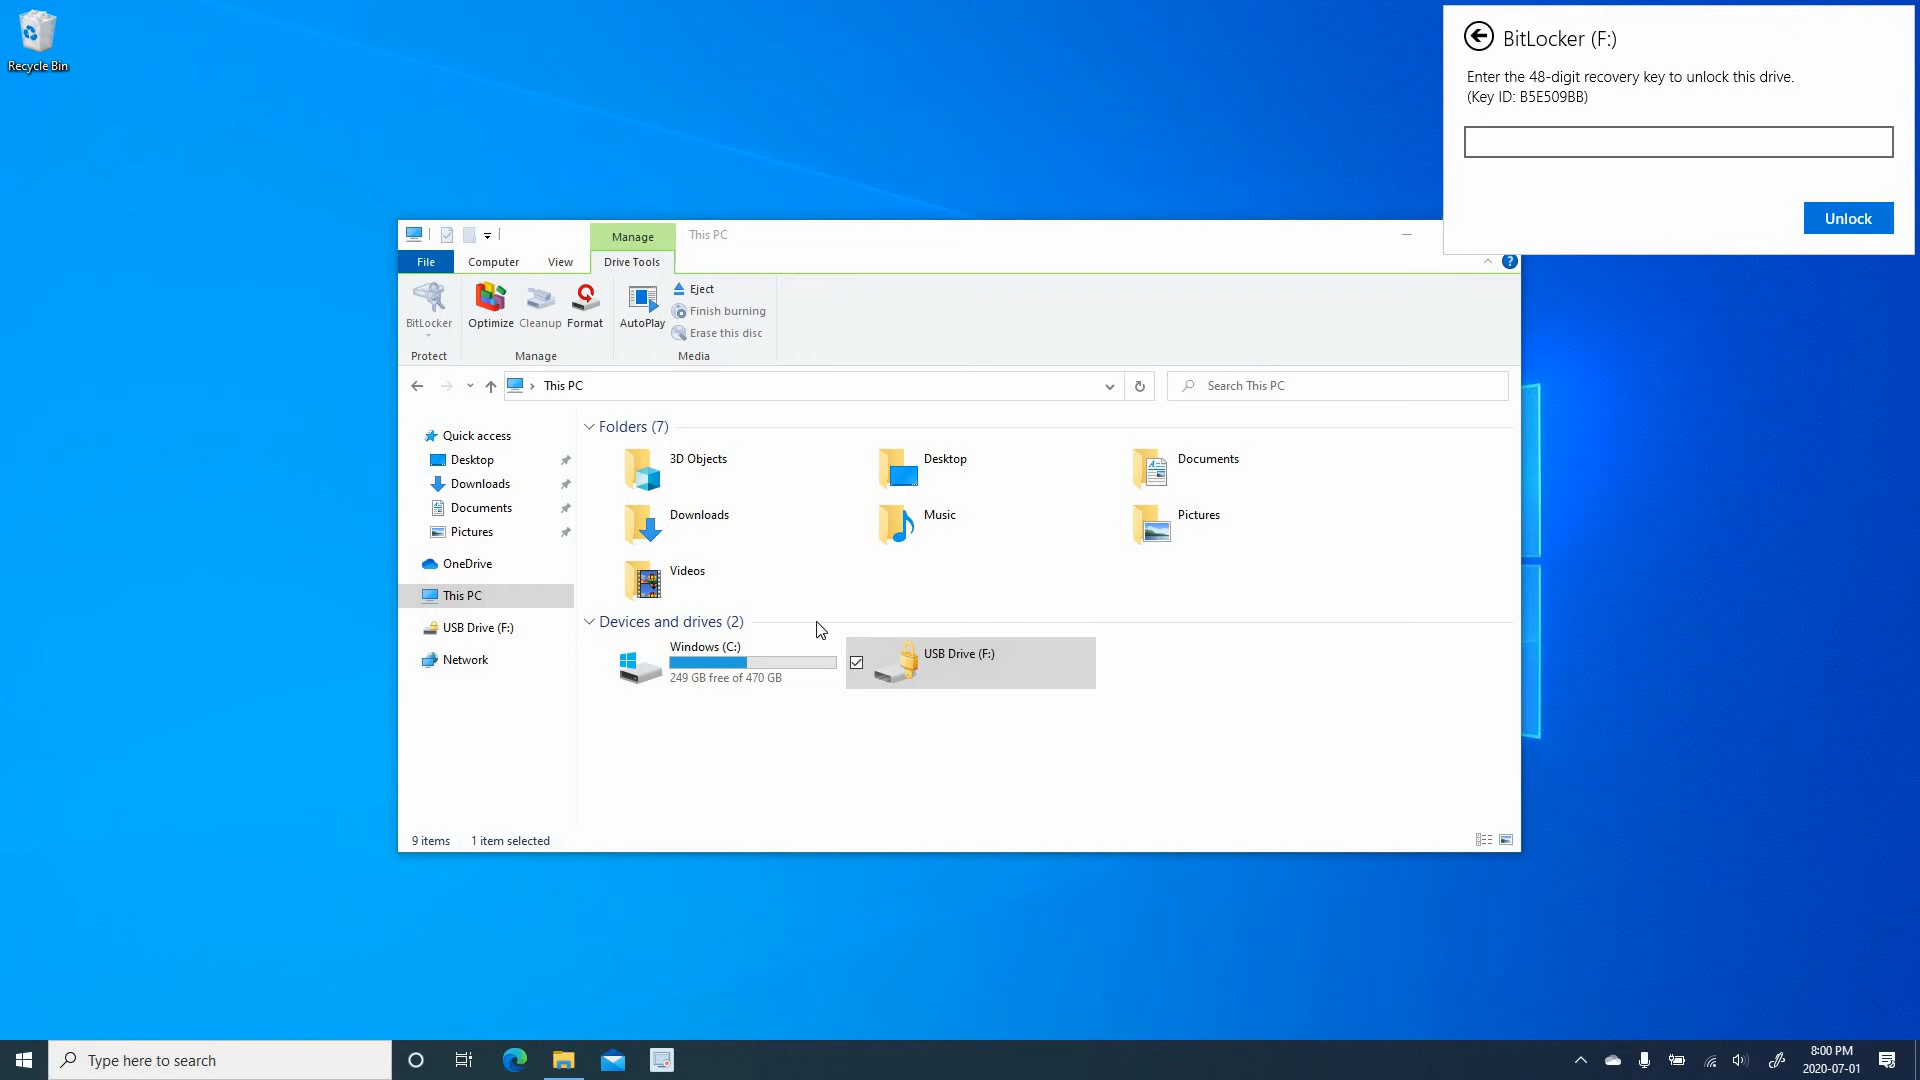 Recycle Bin
BitLocker (F:)
Enter the 48-digit recovery key to unlock this drive.
(Key ID: B5E509BB)
Unlock
Manage
This PC
File
Computer
View
Drive Tools
BitLocker
Optimize
Cleanup
Format
AutoPlay
Eject
Finish burning
Erase this disc
Protect
Manage
Media
This PC
Search This PC
Quick access
Desktop
Downloads
Documents
Pictures
OneDrive
This PC
USB Drive (F:)
Network
Folders (7)
3D Objects
Desktop
Documents
Downloads
Music
Pictures
Videos
Devices and drives (2)
Windows (C:)
249 GB free of 470 GB
USB Drive (F:)
9 items
1 item selected
Type here to search
8:00 PM
2020-07-01